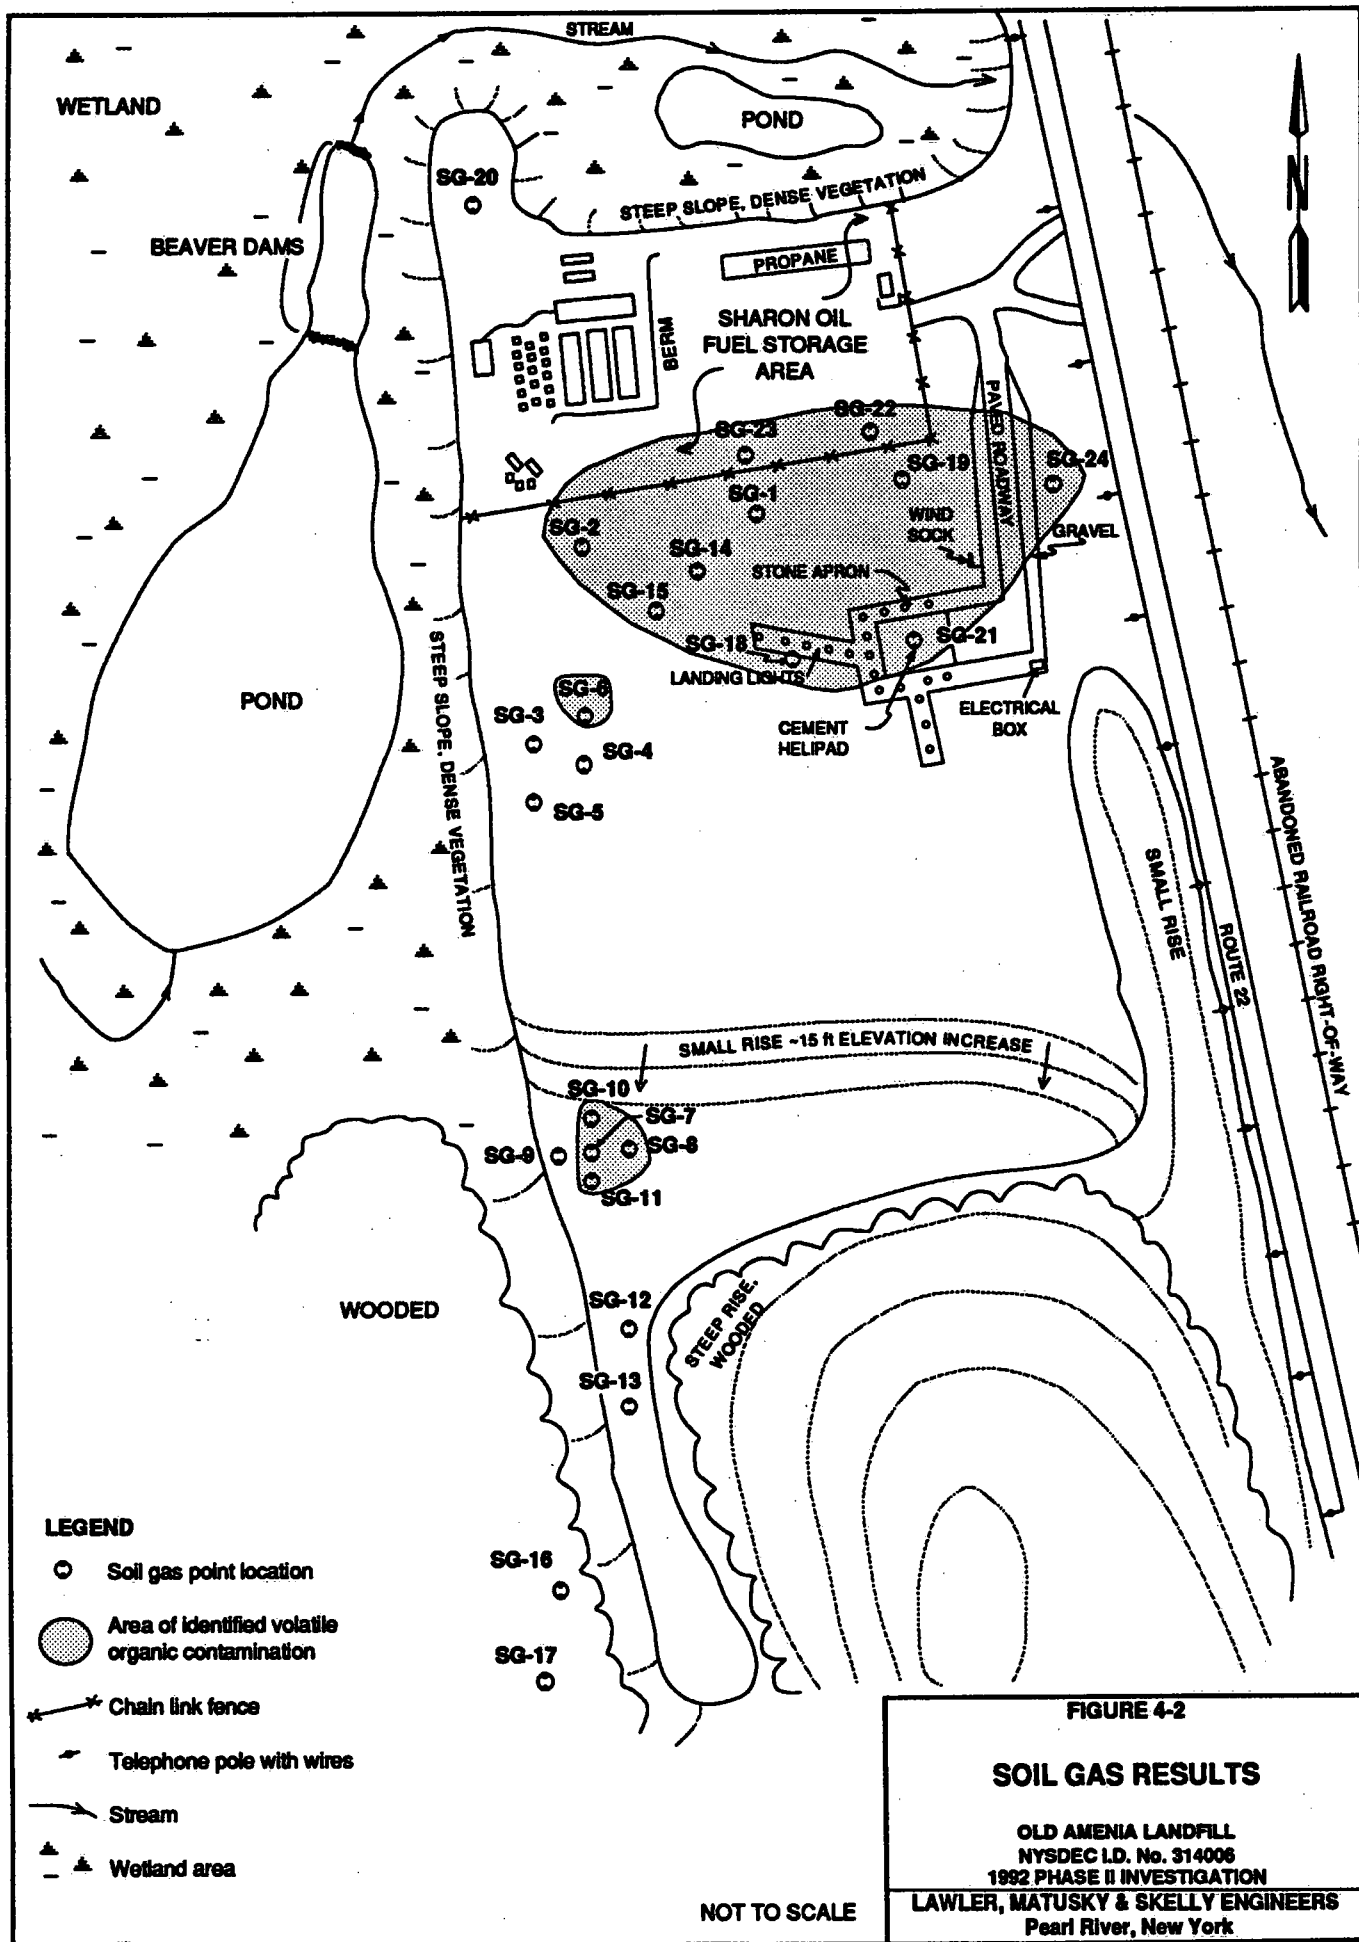 STREAM
WETLAND
POND
SG-20
STEEP SLOPE, DENSE VEGETATION
N
BEAVER DAMS
PROPANE
BERM
SHARON OIL
FUEL STORAGE
AREA
PAVED ROADWAY
SG-22
SG-23
SG-19
SG-24
SG-1
WIND
SOCK
GRAVEL
SG-2
SG-14
STONE APRON
SG-15
SG-18
SG-21
LANDING LIGHTS
STEEP SLOPE, DENSE VEGETATION
POND
SG-6
SG-3
SG-4
SG-5
CEMENT
HELIPAD
ELECTRICAL
BOX
SMALL RISE
ROUTE 22
ABANDONED RAILROAD RIGHT-OF-WAY
SMALL RISE ~15 ft ELEVATION INCREASE
SG-10
SG-7
SG-9
SG-8
SG-11
WOODED
SG-12
STEEP RISE,
WOODED
SG-13
SG-16
SG-17
LEGEND
Soil gas point location
Area of identified volatile
organic contamination
Chain link fence
Telephone pole with wires
Stream
Wetland area
NOT TO SCALE
FIGURE 4-2
SOIL GAS RESULTS
OLD AMENIA LANDFILL
NYSDEC I.D. No. 314006
1992 PHASE II INVESTIGATION
LAWLER, MATUSKY & SKELLY ENGINEERS
Pearl River, New York